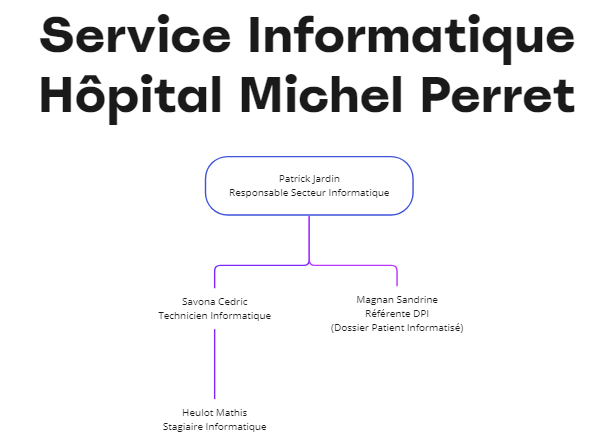 Service Informatique
Hôpital Michel Perret
Patrick Jardin
Responsable Secteur Informatique
Savona Cedric
Technicien Informatique
Magnan Sandrine
Référente DPI
(Dossier Patient Informatisé)
Heulot Mathis
Stagiaire Informatique